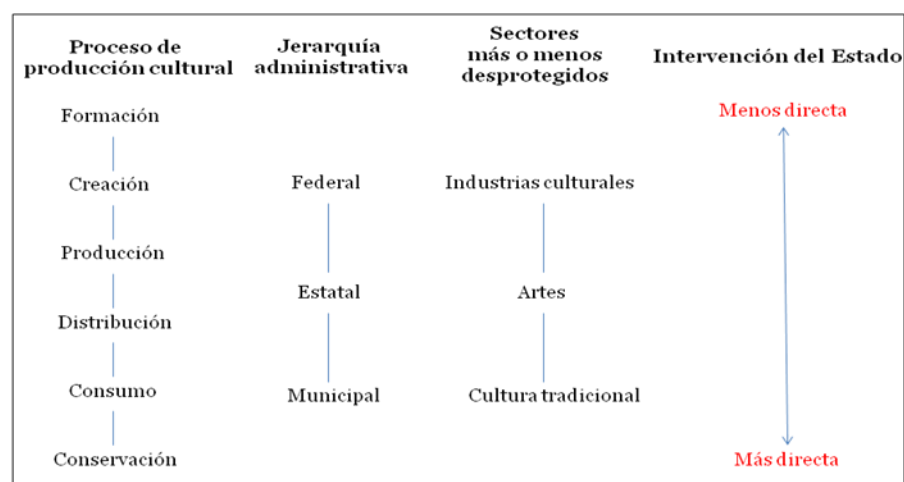 Proceso de
producción cultural
Jerarquía
administrativa
Sectores
más o menos
desprotegidos
Intervención del Estado
Formación
Menos directa
Creación
Federal
Industrias culturales
Producción
Estatal
Artes
Distribución
Consumo
Municipal
Cultura tradicional
Conservación
Más directa